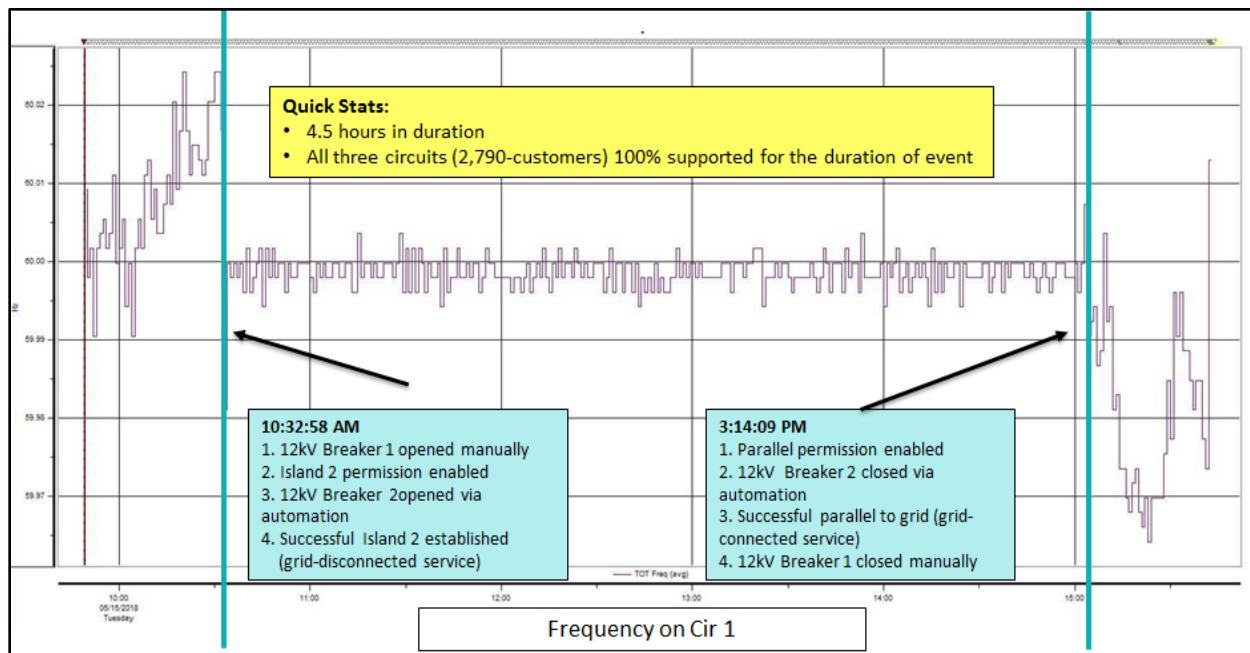 Quick Stats:
• 4.5 hours in duration
• All three circuits (2,790-customers) 100% supported for the duration of event
60.02
60.01
60.00
Hz
59.99
59.98
59.97
10:32:58 AM
1. 12kV Breaker 1 opened manually
2. Island 2 permission enabled
3. 12kV Breaker 2opened via
automation
4. Successful Island 2 established
(grid-disconnected service)
3:14:09 PM
1. Parallel permission enabled
2. 12kV Breaker 2 closed via
automation
3. Successful parallel to grid (grid-
connected service)
4. 12kV Breaker 1 closed manually
TOT Freq (avg)
10:00
05/15/2018
Tuesday
11:00
12:00
13:00
14:00
15:00
Frequency on Cir 1